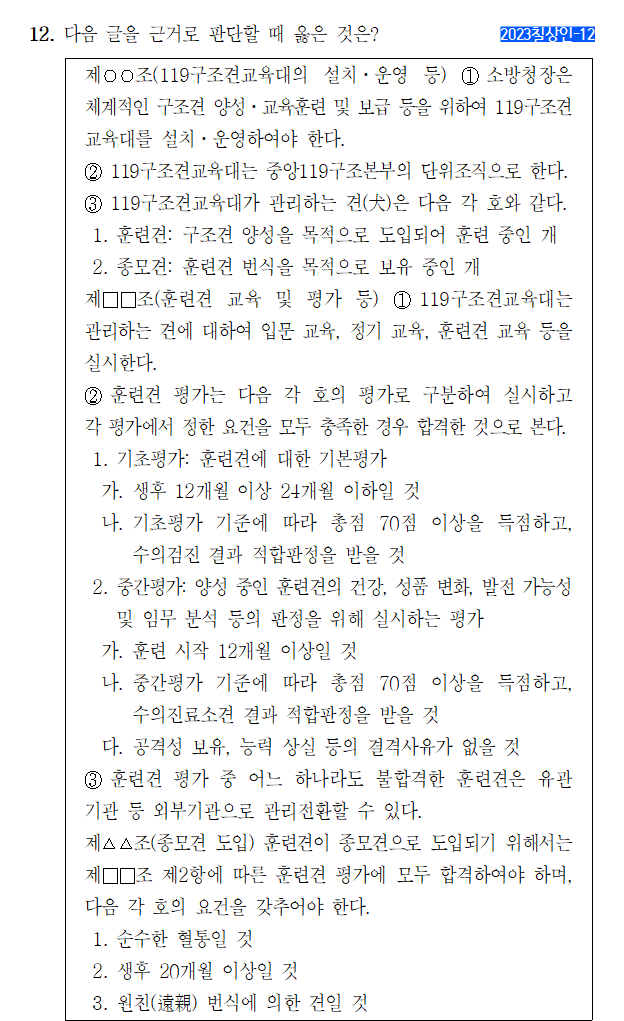 12. 다음 글을 근거로 판단할 때 옳은 것은?
2023칠상인-12
제○○조(119구조견교육대의 설치·운영 등) ① 소방청장은
체계적인 구조견 양성·교육훈련 및 보급 등을 위하여 119구조견
교육대를 설치·운영하여야 한다.
② 119구조견교육대는 중앙119구조본부의 단위조직으로 한다.
③ 119구조견교육대가 관리하는 견(犬)은 다음 각 호와 같다.
1. 훈련견: 구조견 양성을 목적으로 도입되어 훈련 중인 개
2. 종모견: 훈련견 번식을 목적으로 보유 중인 개
제□□조(훈련견 교육 및 평가 등) ① 119구조견교육대는
관리하는 견에 대하여 입문 교육, 정기 교육, 훈련견 교육 등을
실시한다.
② 훈련견 평가는 다음 각 호의 평가로 구분하여 실시하고
각 평가에서 정한 요건을 모두 충족한 경우 합격한 것으로 본다.
1. 기초평가: 훈련견에 대한 기본평가
가. 생후 12개월 이상 24개월 이하일 것
나. 기초평가 기준에 따라 총점 70점 이상을 득점하고,
수의검진 결과 적합판정을 받을 것
2. 중간평가: 양성 중인 훈련견의 건강, 성품 변화, 발전 가능성
및 임무 분석 등의 판정을 위해 실시하는 평가
가. 훈련 시작 12개월 이상일 것
나. 중간평가 기준에 따라 총점 70점 이상을 득점하고,
수의진료소견 결과 적합판정을 받을 것
다. 공격성 보유, 능력 상실 등의 결격사유가 없을 것
③ 훈련견 평가 중 어느 하나라도 불합격한 훈련견은 유관
기관 등 외부기관으로 관리전환할 수 있다.
제△△조(종모견 도입) 훈련견이 종모견으로 도입되기 위해서는
제□□조 제2항에 따른 훈련견 평가에 모두 합격하여야 하며,
다음 각 호의 요건을 갖추어야 한다.
1. 순수한 혈통일 것
2. 생후 20개월 이상일 것
3. 원친(遠親) 번식에 의한 견일 것